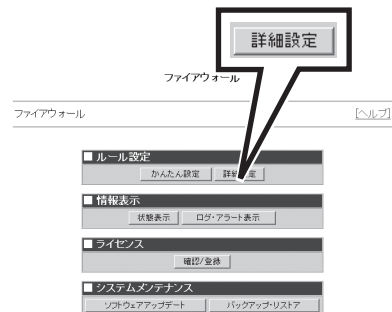 詳細設定
ファイアウォール
ファイアウォール [ヘルプ]
■ ルール設定
かんたん設定 詳細設定
■ 情報表示
状態表示 ログ・アラート表示
■ ライセンス
確認/登録
■ システムメンテナンス
ソフトウェアアップデート バックアップ・リストア